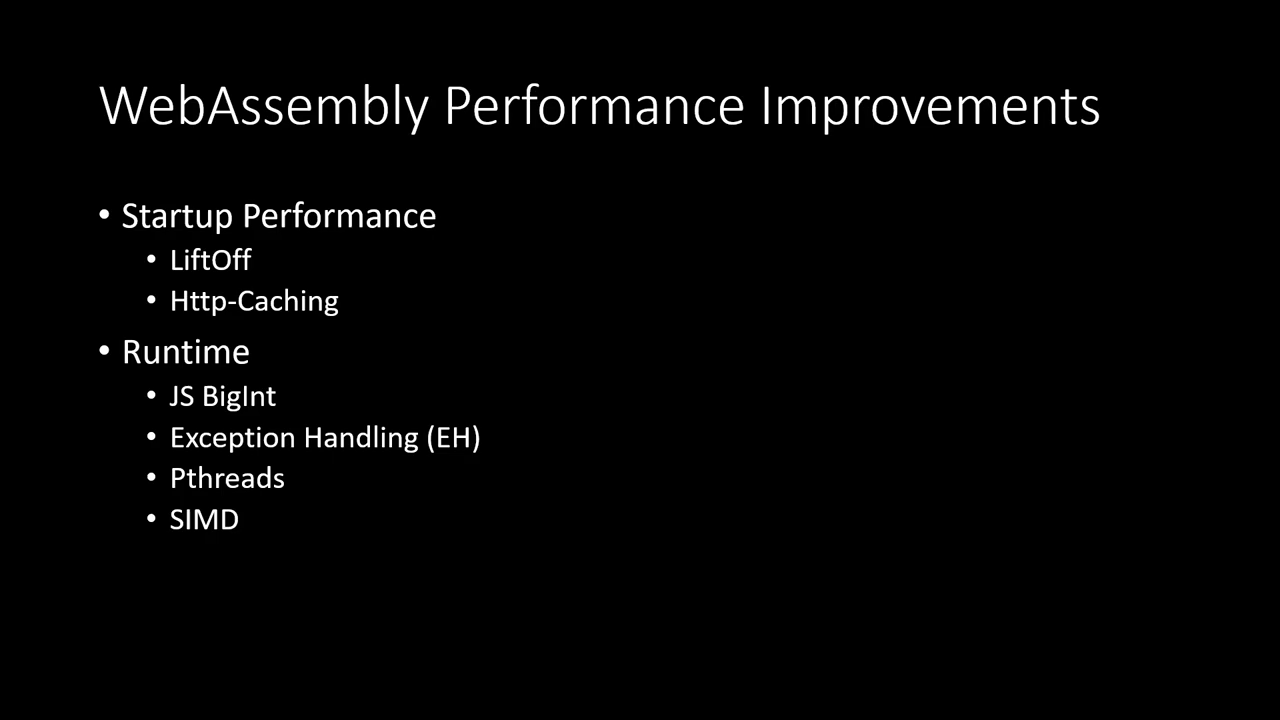 WebAssembly Performance Improvements
• Startup Performance
• LiftOff
• Http-Caching
• Runtime
• JS BigInt
• Exception Handling (EH)
• Pthreads
• SIMD